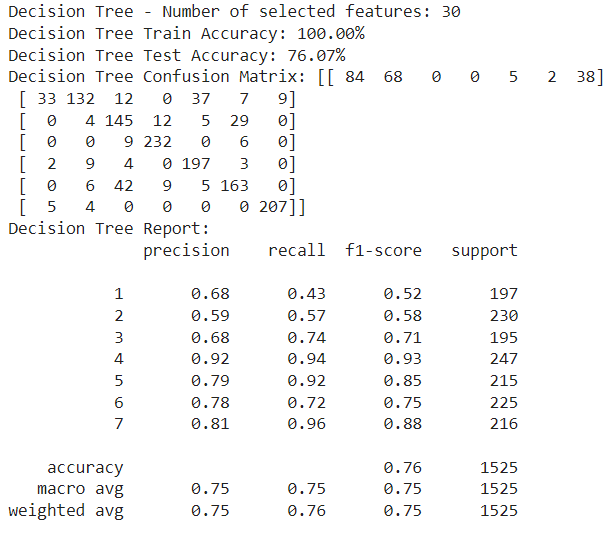 Decision Tree - Number of selected features: 30
Decision Tree Train Accuracy: 100.00%
Decision Tree Test Accuracy: 76.07%
Decision Tree Confusion Matrix: [[ 84  68   0   0   5   2  38]
 [ 33 132  12   0  37   7   9]
 [  0   4 145  12   5  29   0]
 [  0   0   9 232   0   6   0]
 [  2   9   4   0 197   3   0]
 [  0   6  42   9   5 163   0]
 [  5   4   0   0   0   0 207]]
Decision Tree Report:
              precision    recall  f1-score   support

           1       0.68      0.43      0.52       197
           2       0.59      0.57      0.58       230
           3       0.68      0.74      0.71       195
           4       0.92      0.94      0.93       247
           5       0.79      0.92      0.85       215
           6       0.78      0.72      0.75       225
           7       0.81      0.96      0.88       216

    accuracy                           0.76      1525
   macro avg       0.75      0.75      0.75      1525
weighted avg       0.75      0.76      0.75      1525